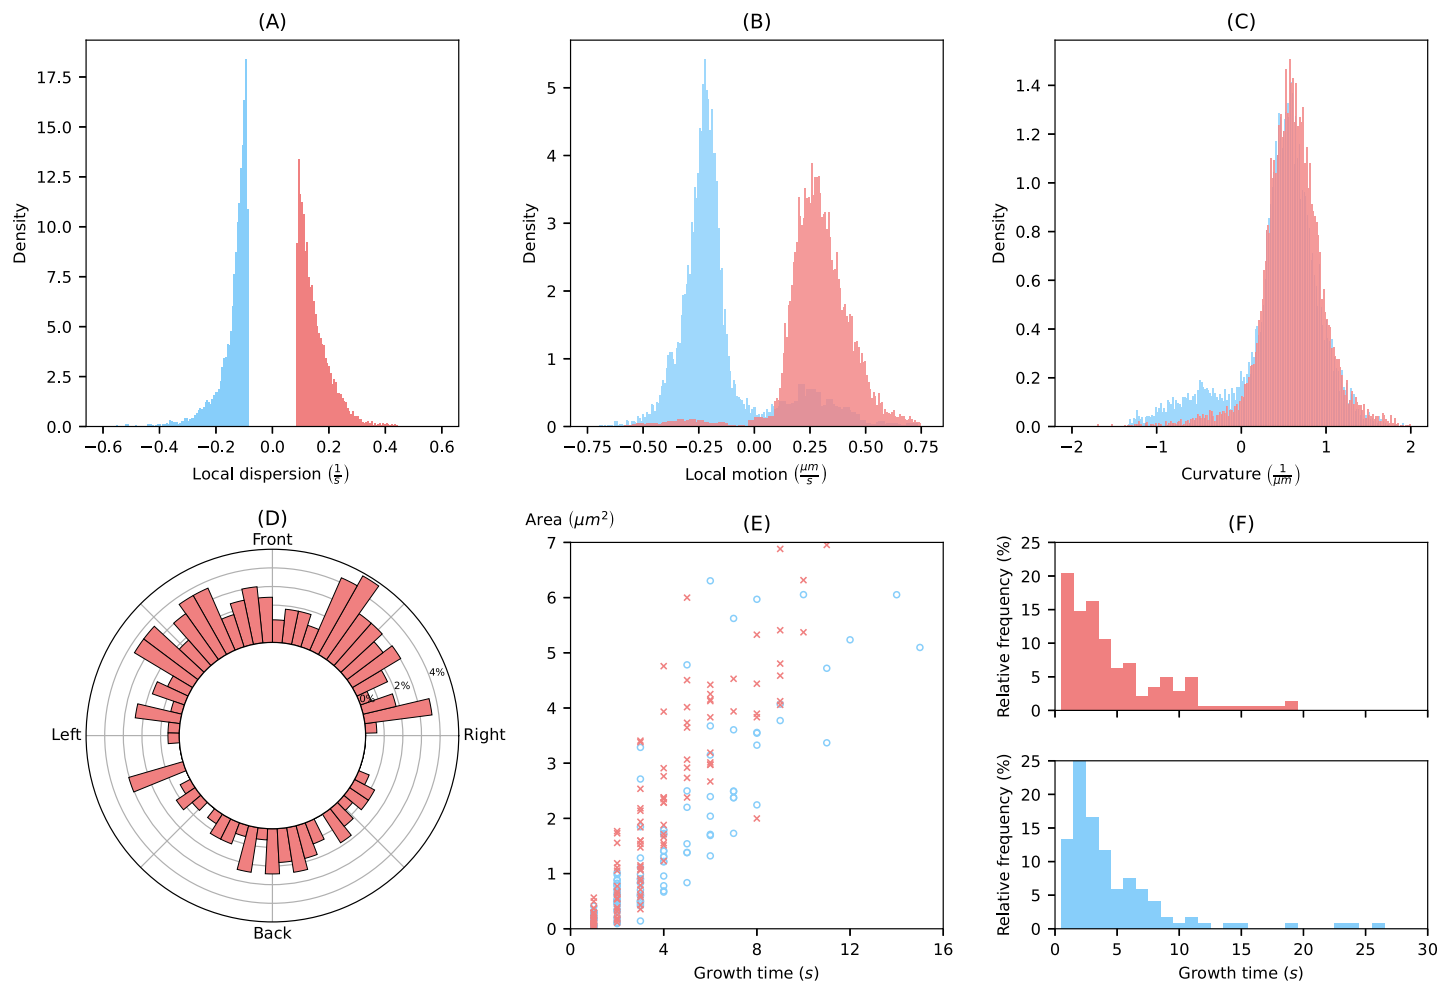 (A)
17.5
15.0
12.5
10.0
7.5
5.0
2.5
0.0
Density
−0.6 −0.4 −0.2 0.0 0.2 0.4 0.6
Local dispersion (1/s)
(B)
5
4
3
2
1
0
Density
−0.75 −0.50 −0.25 0.00 0.25 0.50 0.75
Local motion (μm/s)
(C)
1.4
1.2
1.0
0.8
0.6
0.4
0.2
0.0
Density
−2 −1 0 1 2
Curvature (1/μm)
(D)
Front
4%
2%
0%
Left
Right
Back
Area (μm²)
(E)
7
6
5
4
3
2
1
0
0 4 8 12 16
Growth time (s)
(F)
25
20
15
10
5
0
Relative frequency (%)
25
20
15
10
5
0
Relative frequency (%)
0 5 10 15 20 25 30
Growth time (s)